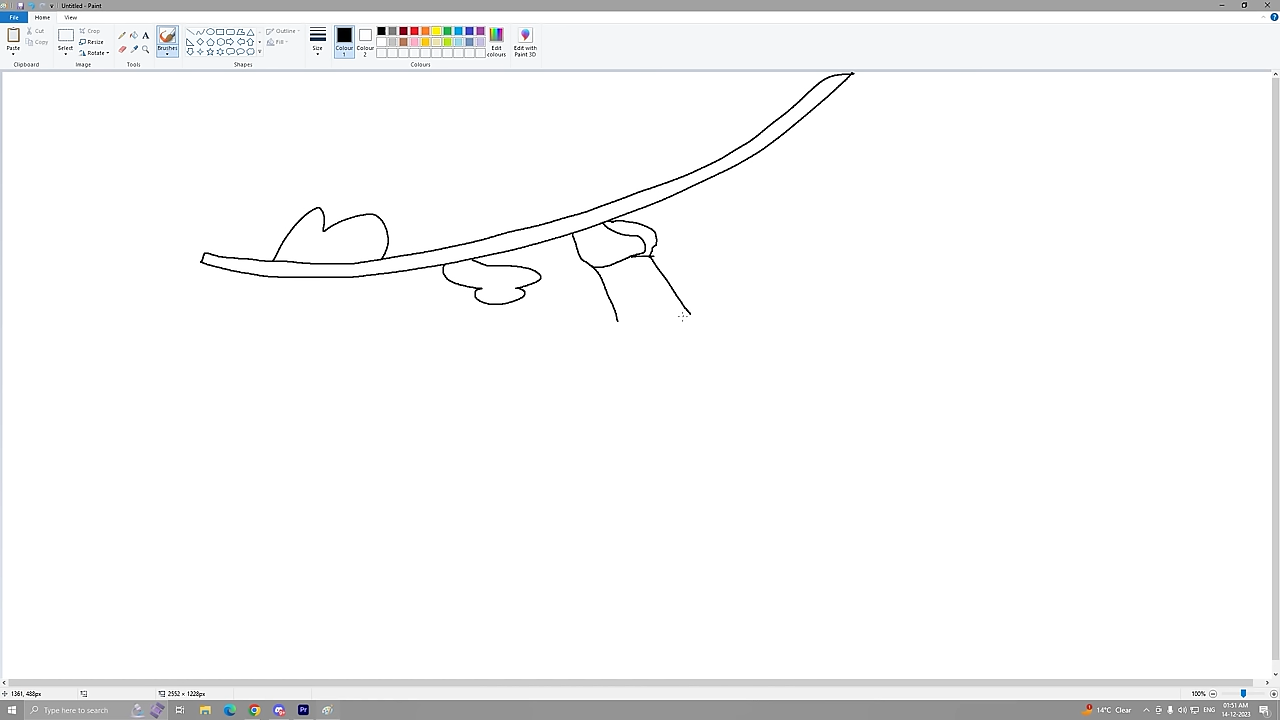 Untitled - Paint
File Home View
Paste
Cut
Copy
Clipboard
Select
Crop
Resize
Rotate
Image
Tools
Brushes
Outline
Fill
Shapes
Size
Colour 1
Colour 2
Edit colours
Edit with Paint 3D
Colours
1361, 488px
2552 × 1228px
100%
Type here to search
14°C Clear
ENG
01:51 AM
14-12-2023